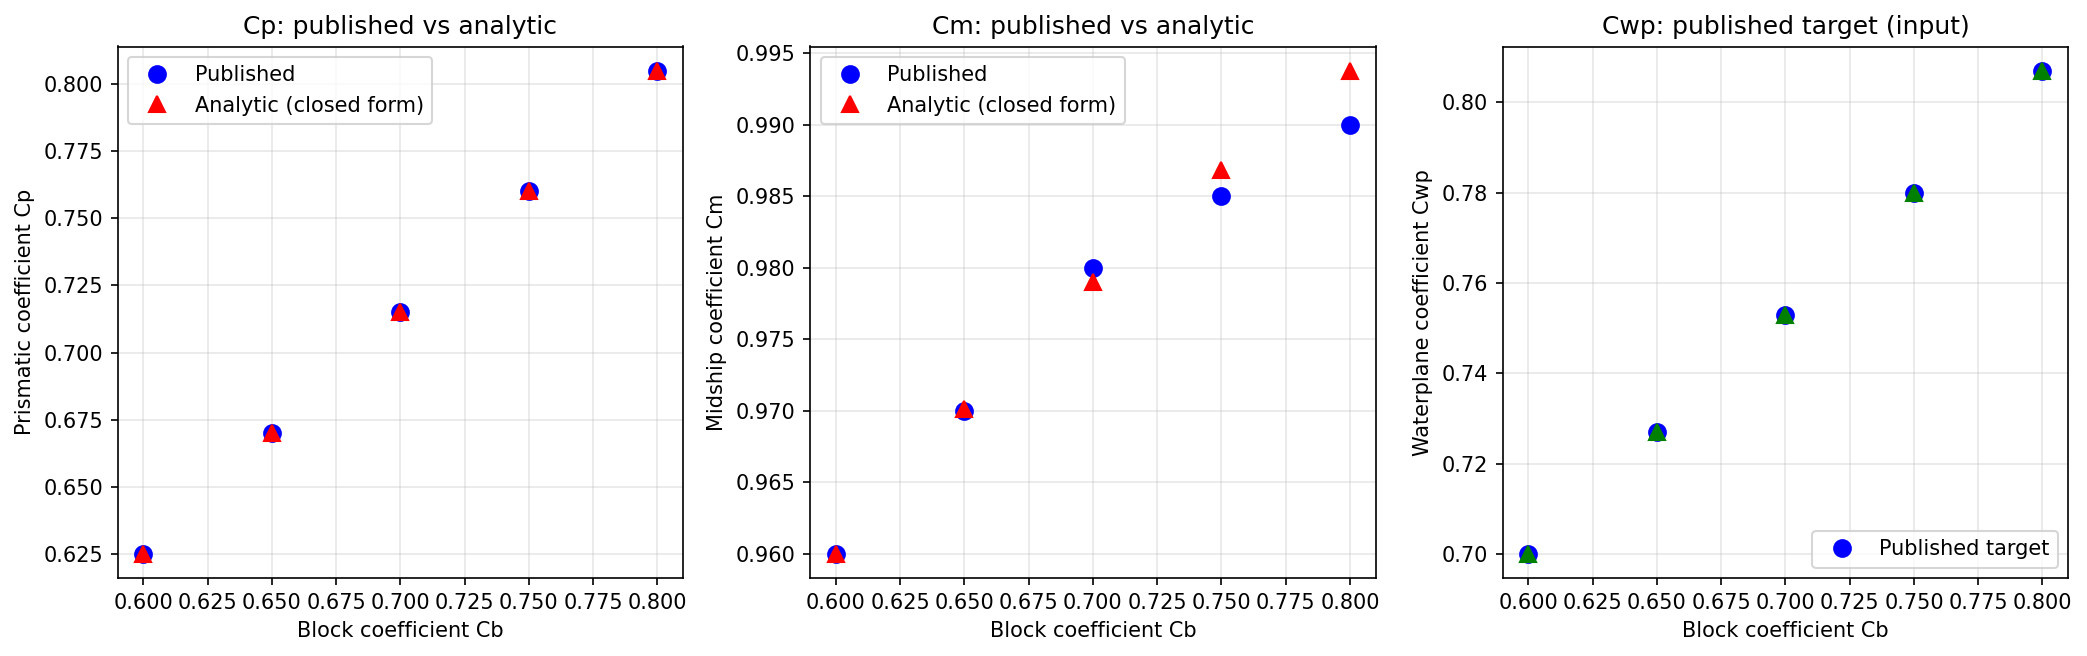 Cp: published vs analytic
Published
Analytic (closed form)
Prismatic coefficient Cp
0.800
0.775
0.750
0.725
0.700
0.675
0.650
0.625
0.600 0.625 0.650 0.675 0.700 0.725 0.750 0.775 0.800
Block coefficient Cb
Cm: published vs analytic
Published
Analytic (closed form)
Midship coefficient Cm
0.995
0.990
0.985
0.980
0.975
0.970
0.965
0.960
0.600 0.625 0.650 0.675 0.700 0.725 0.750 0.775 0.800
Block coefficient Cb
Cwp: published target (input)
Waterplane coefficient Cwp
0.80
0.78
0.76
0.74
0.72
0.70
Published target
0.600 0.625 0.650 0.675 0.700 0.725 0.750 0.775 0.800
Block coefficient Cb